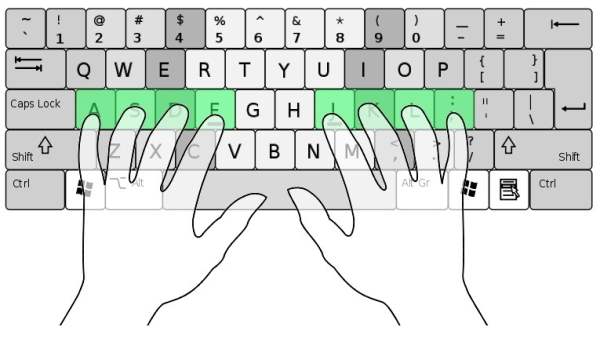 ~ ! @ # $ % ^ & * ( ) — +
` 1 2 3 4 5 6 7 8 9 0 - =
Q W E R T Y U I O P { [ } ]
Caps Lock A S D F G H J K L : ; " ' | \
Shift Z X C V B N M < , > . ? / Shift
Ctrl Alt Alt Gr Ctrl